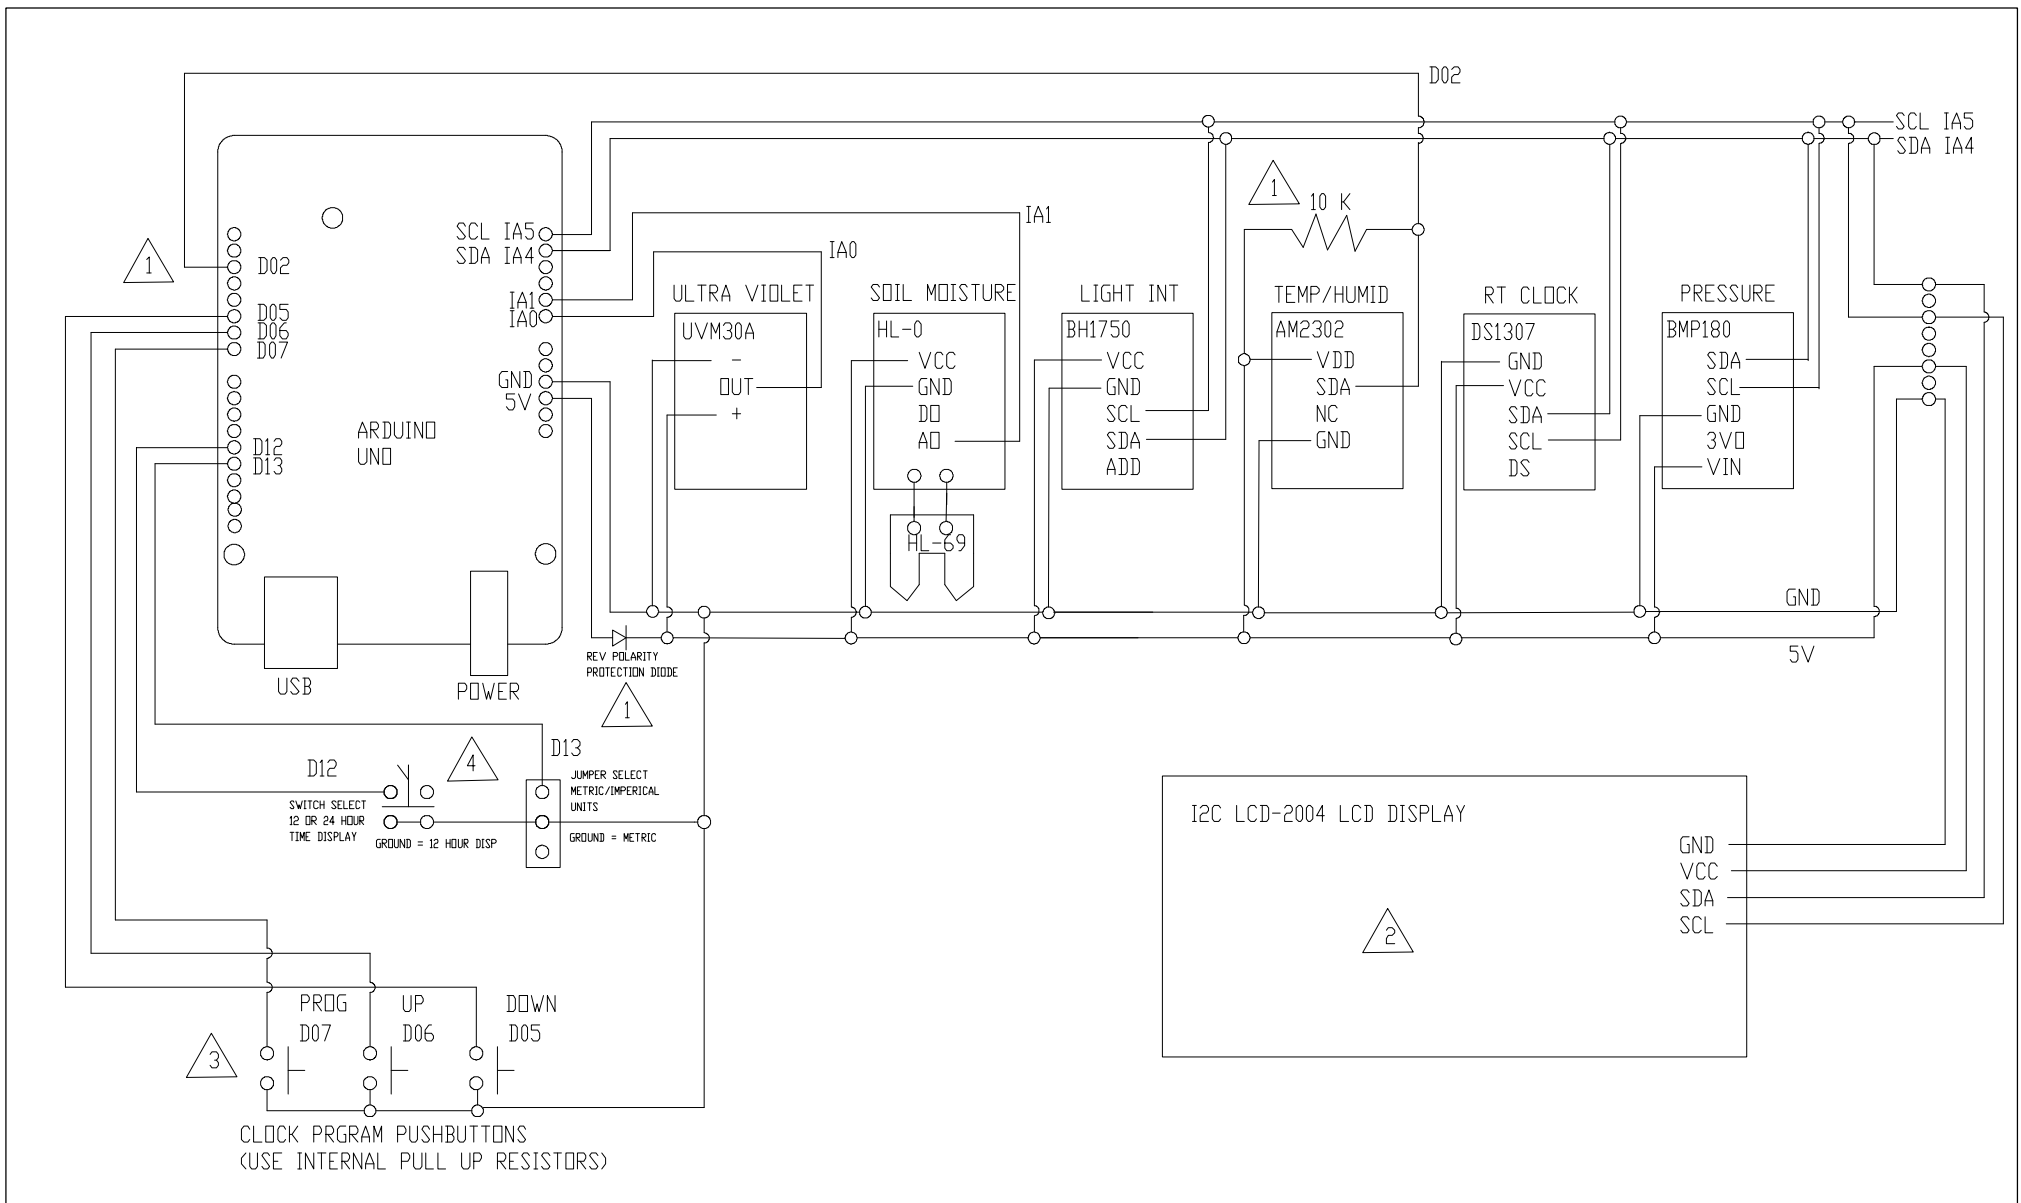 D02
SCL IA5
SDA IA4
1
10 K
SCL IA5
SDA IA4
IA1
IA0
1
D02
IA1
IA0
D05
D06
D07
ULTRA VIOLET
SOIL MOISTURE
LIGHT INT
TEMP/HUMID
RT CLOCK
PRESSURE
UVM30A
-
OUT
+
HL-0
VCC
GND
DO
AO
HL-69
BH1750
VCC
GND
SCL
SDA
ADD
AM2302
VDD
SDA
NC
GND
DS1307
GND
VCC
SDA
SCL
DS
BMP180
SDA
SCL
GND
3VO
VIN
GND
5V
ARDUINO
UNO
D12
D13
USB
POWER
GND
5V
REV POLARITY
PROTECTION DIODE
1
D12
4
D13
SWITCH SELECT
12 OR 24 HOUR
TIME DISPLAY
GROUND = 12 HOUR DISP
JUMPER SELECT
METRIC/IMPERICAL
UNITS
GROUND = METRIC
I2C LCD-2004 LCD DISPLAY
GND
VCC
SDA
SCL
2
PROG
D07
UP
D06
DOWN
D05
3
CLOCK PRGRAM PUSHBUTTONS
(USE INTERNAL PULL UP RESISTORS)